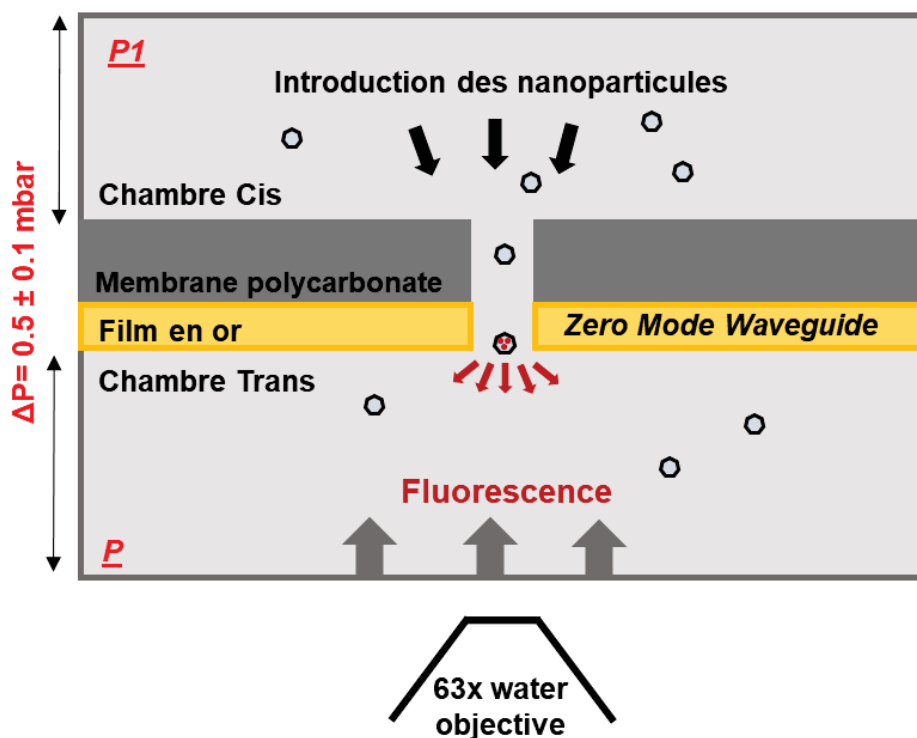 P1
Introduction des nanoparticules
Chambre Cis
ΔP= 0.5 ± 0.1 mbar
Membrane polycarbonate
Film en or
Zero Mode Waveguide
Chambre Trans
Fluorescence
P
63x water
objective